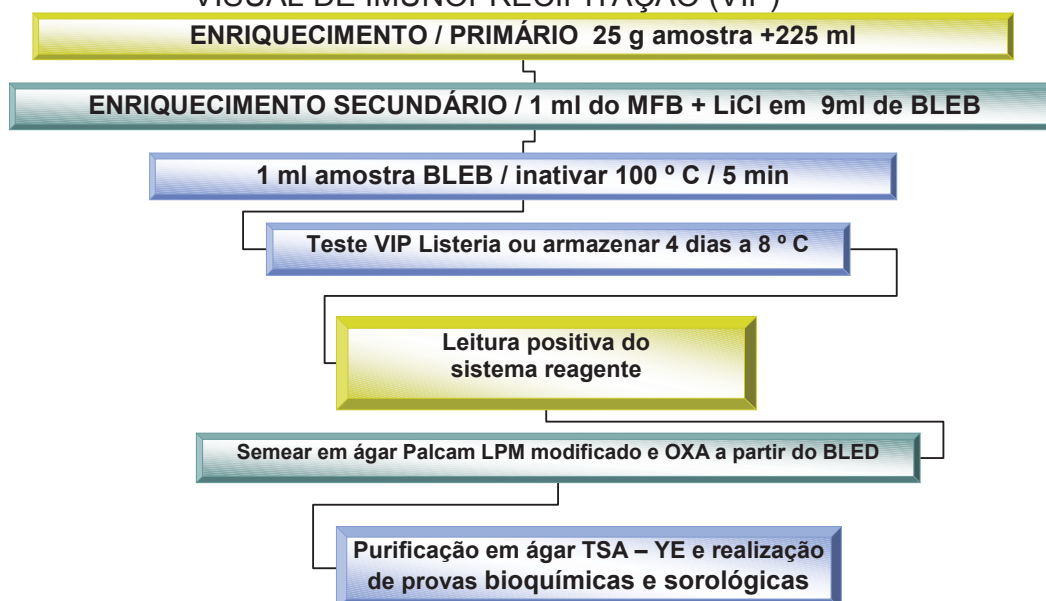 VISUAL DE IMUNOPRECIPITAÇÃO (VIP)
ENRIQUECIMENTO / PRIMÁRIO 25 g amostra +225 ml
ENRIQUECIMENTO SECUNDÁRIO / 1 ml do MFB + LiCl em 9ml de BLEB
1 ml amostra BLEB / inativar 100 º C / 5 min
Teste VIP Listeria ou armazenar 4 dias a 8 º C
Leitura positiva do
sistema reagente
Semear em ágar Palcam LPM modificado e OXA a partir do BLED
Purificação em ágar TSA – YE e realização
de provas bioquímicas e sorológicas